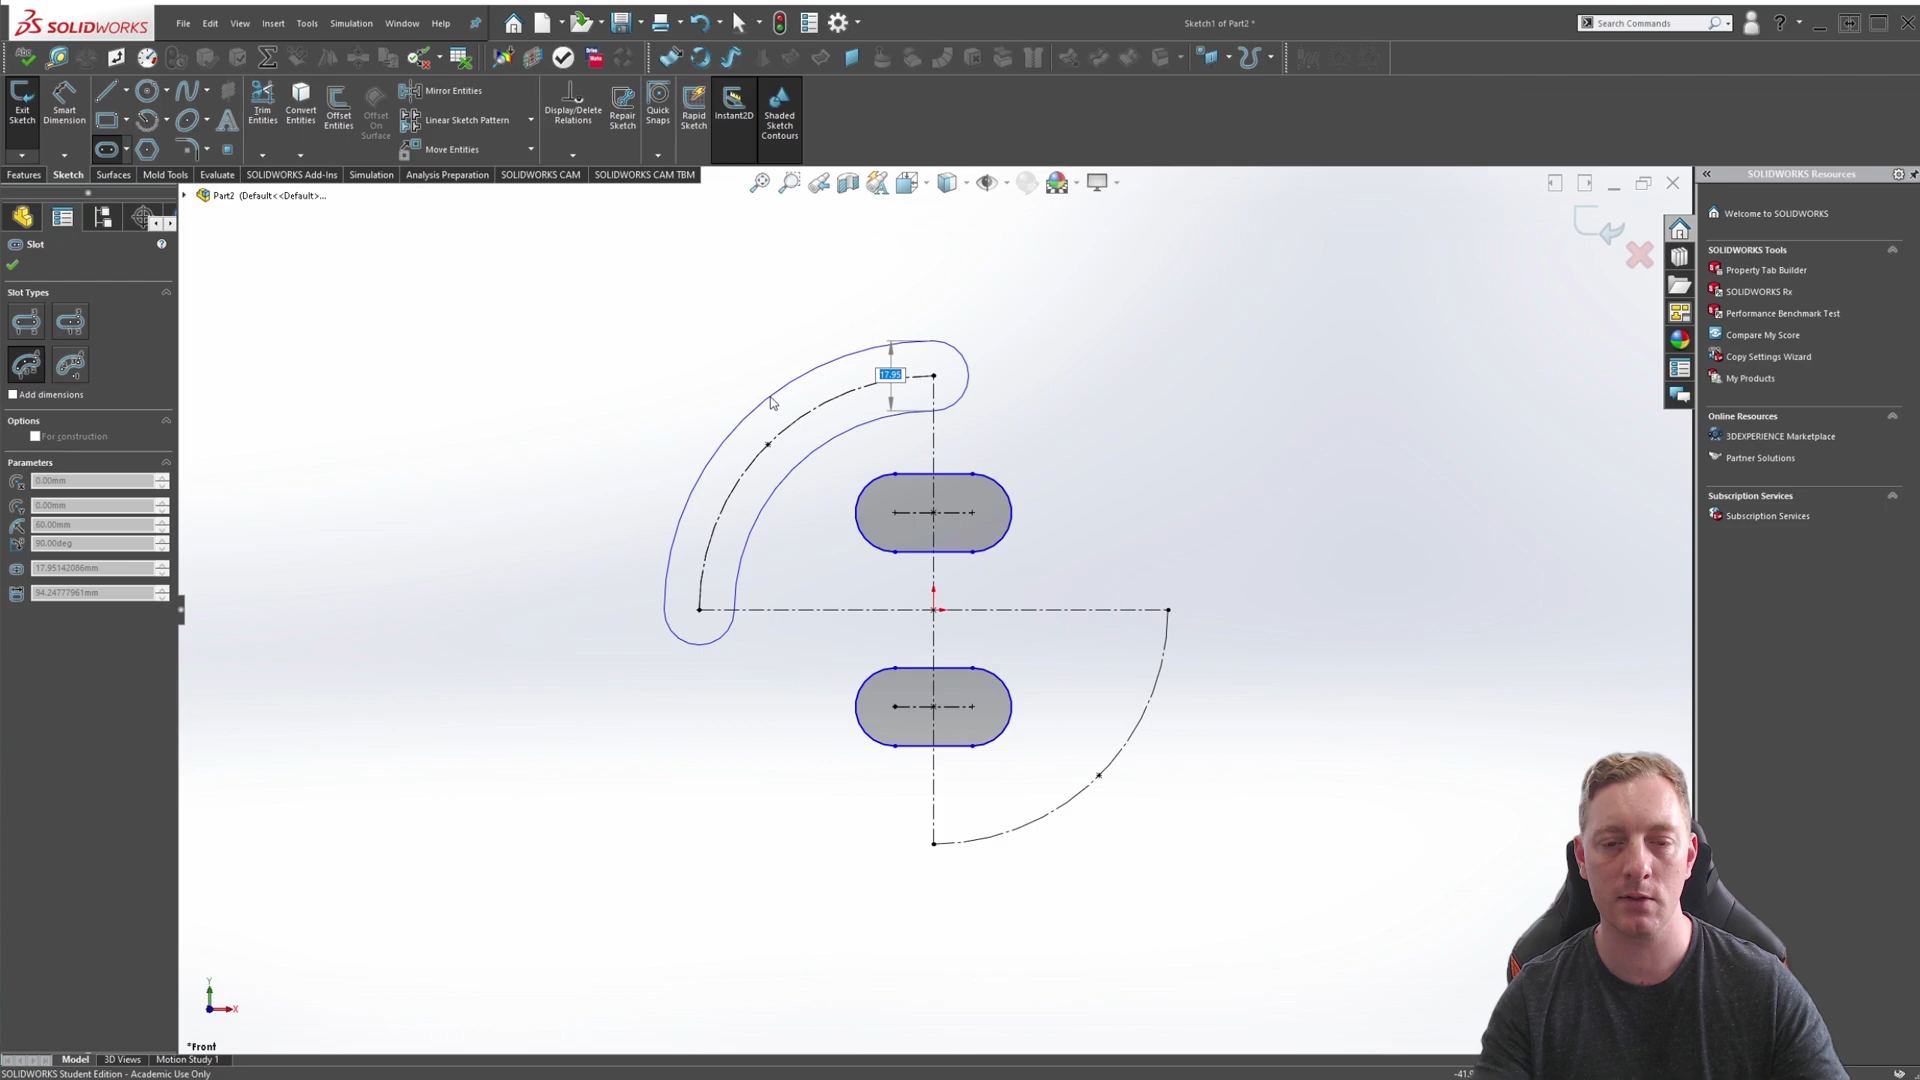 SOLIDWORKS
File Edit View Insert Tools Simulation Window Help
Sketch1 of Part2 *
Search Commands
Exit Sketch
Smart Dimension
Trim Entities
Convert Entities
Offset Entities
Offset On Surface
Mirror Entities
Linear Sketch Pattern
Move Entities
Display/Delete Relations
Repair Sketch
Quick Snaps
Rapid Sketch
Instant2D
Shaded Sketch Contours
Features Sketch Surfaces Mold Tools Evaluate SOLIDWORKS Add-Ins Simulation Analysis Preparation SOLIDWORKS CAM SOLIDWORKS CAM TBM
Part2 (Default<<Default>...
Slot
Slot Types
Add dimensions
Options
For construction
Parameters
0.00mm
0.00mm
60.00mm
90.00deg
17.95142086mm
94.24777961mm
17.95
SOLIDWORKS Resources
Welcome to SOLIDWORKS
SOLIDWORKS Tools
Property Tab Builder
SOLIDWORKS Rx
Performance Benchmark Test
Compare My Score
Copy Settings Wizard
My Products
Online Resources
3DEXPERIENCE Marketplace
Partner Solutions
Subscription Services
Subscription Services
Y
X
*Front
Model 3D Views Motion Study 1
SOLIDWORKS Student Edition - Academic Use Only